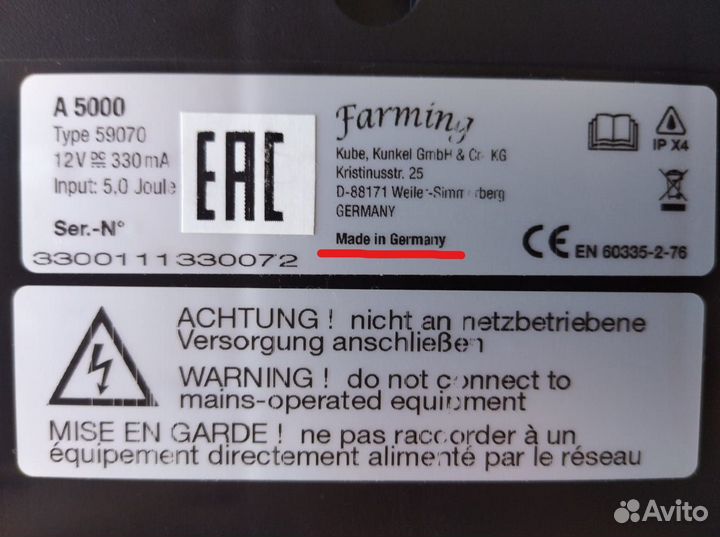 A 5000
Type 59070
12V DC 330 mA
Input: 5,0 Joule
Ser.-N°
3300111330072
EAC
Farming
Kube, Kunkel GmbH & Co KG
Kristinusstr. 25
D-88171 Weiler-Simmerberg
GERMANY
Made in Germany
IP X4
CE EN 60335-2-76
ACHTUNG ! nicht an netzbetriebene
Versorgung anschließen
WARNING ! do not connect to
mains-operated equipment
MISE EN GARDE ! ne pas raccorder à un
équipement directement alimenté par le réseau
Avito